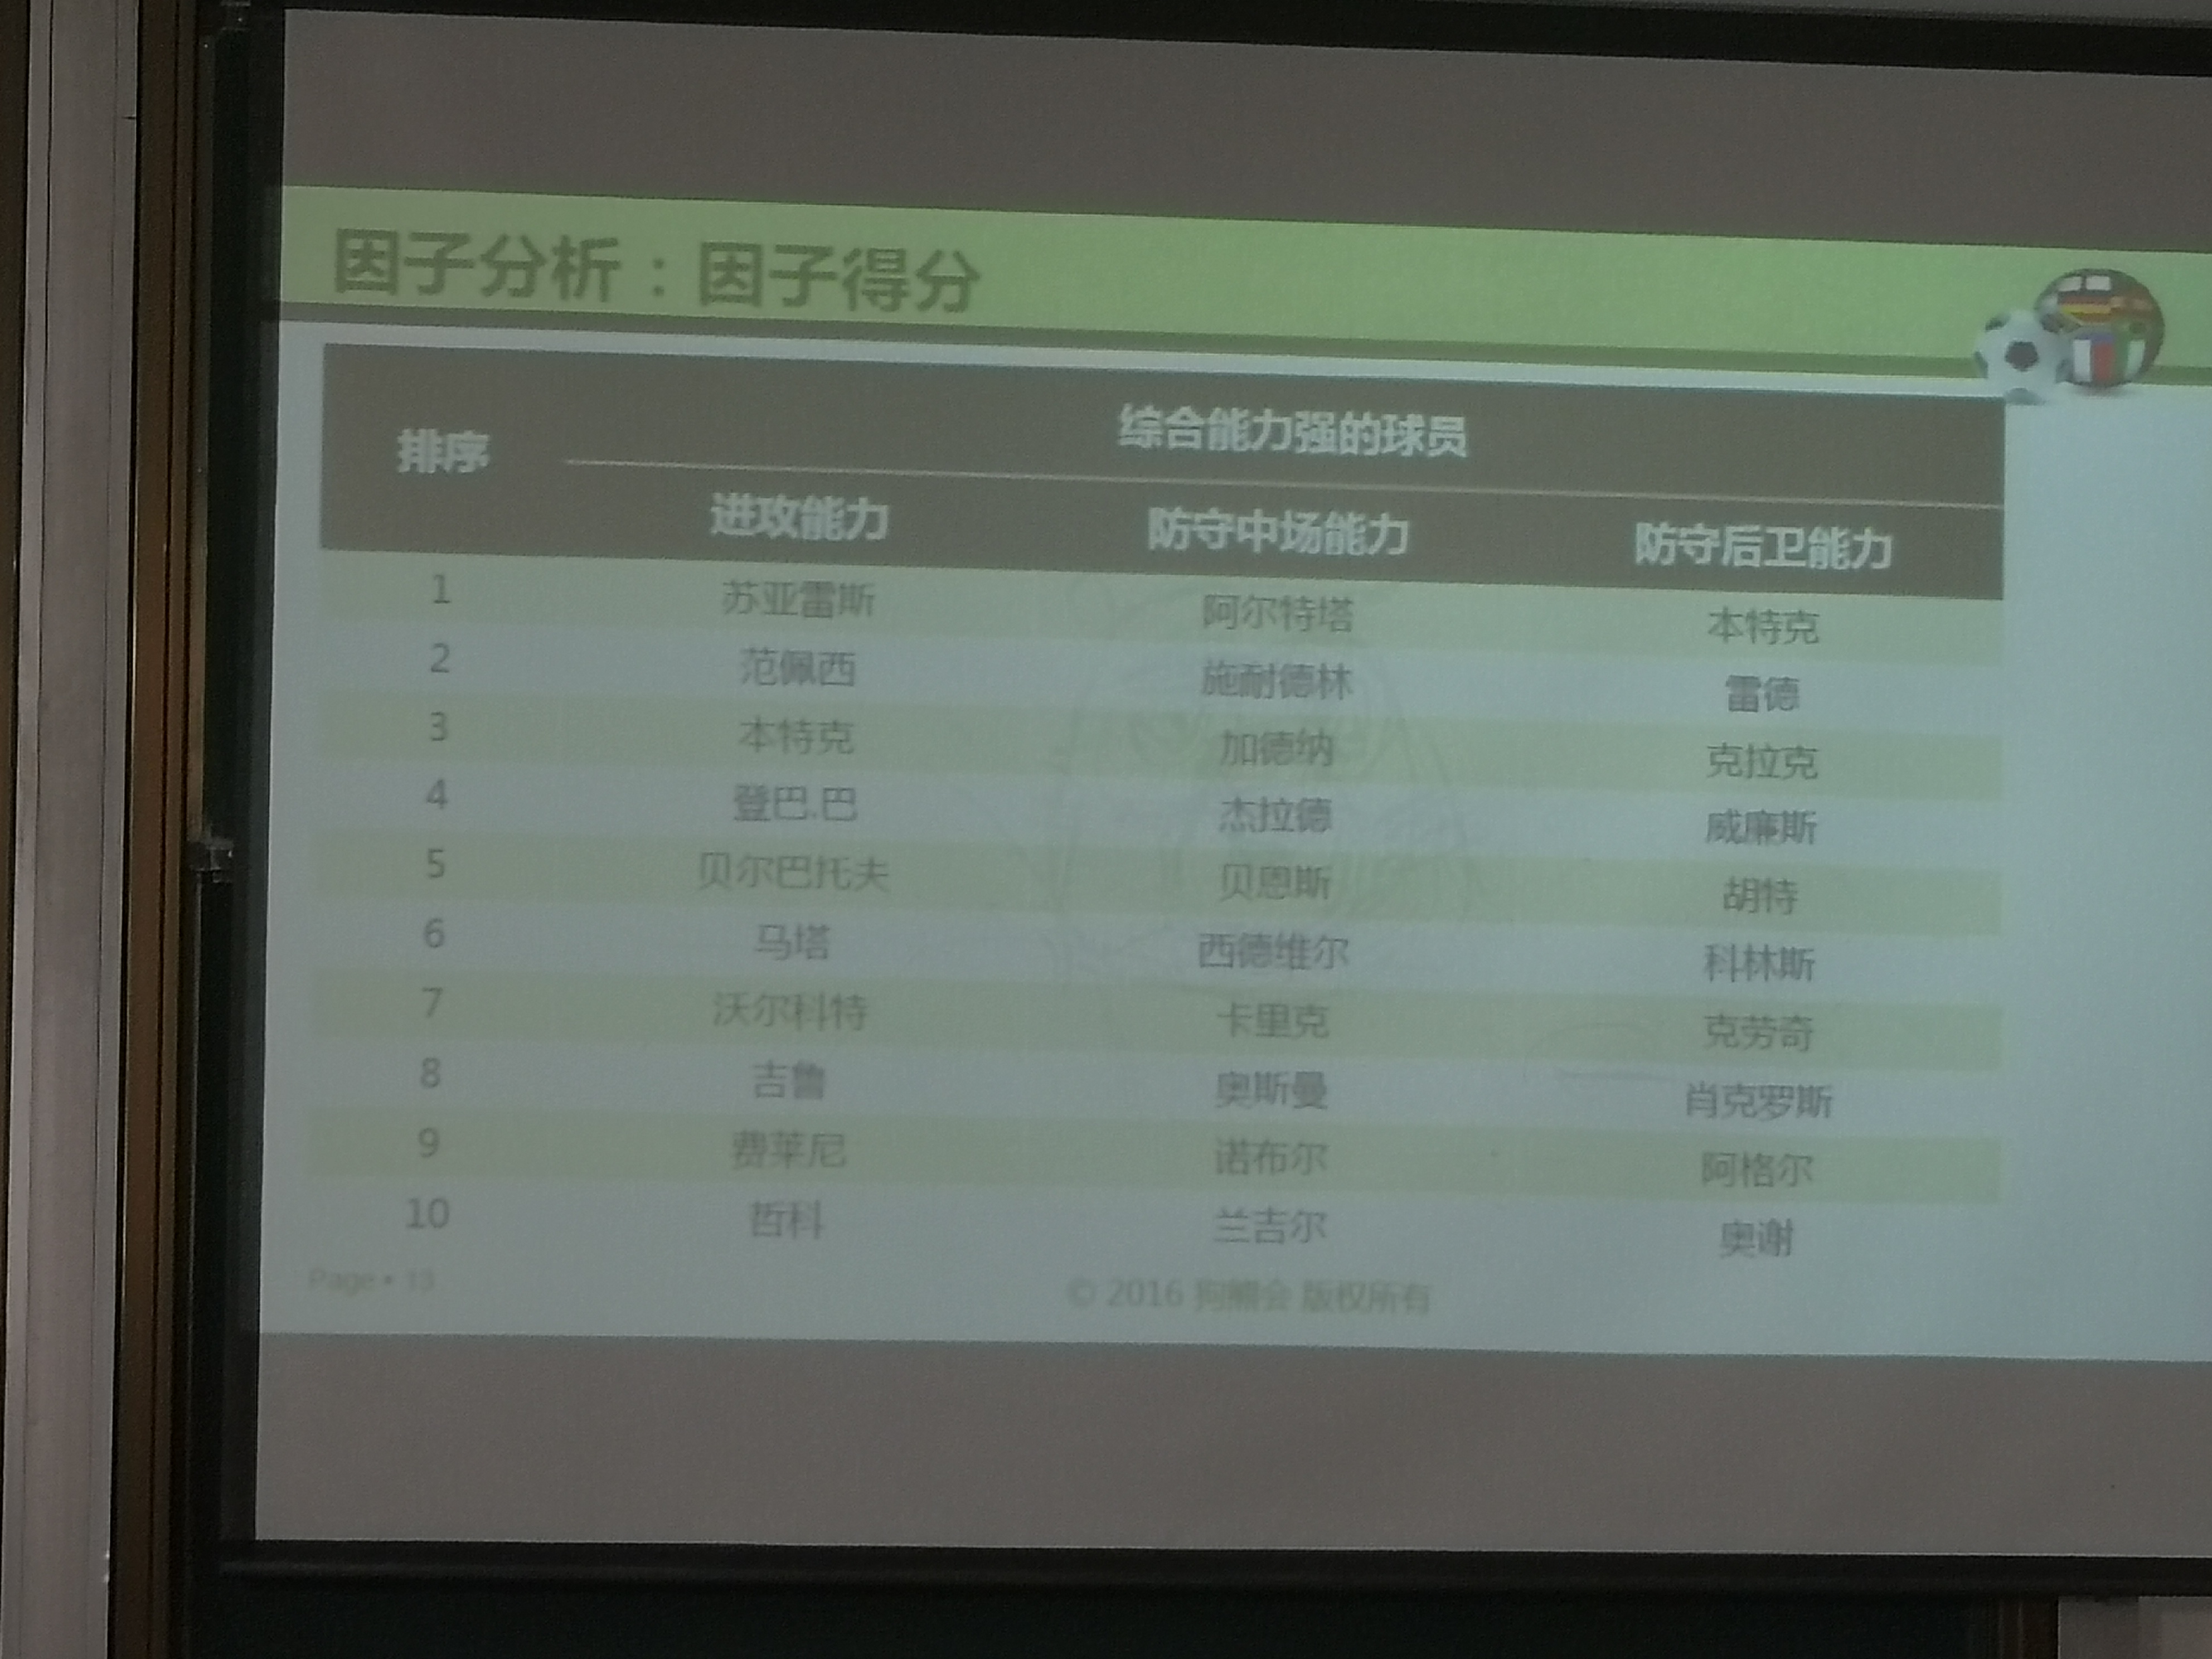 因子分析：因子得分
排序 综合能力强的球员
进攻能力 防守中场能力 防守后卫能力
1 苏亚雷斯 阿尔特塔 本特克
2 范佩西 施耐德林 雷德
3 本特克 加德纳 克拉克
4 登巴.巴 杰拉德 威廉斯
5 贝尔巴托夫 贝恩斯 胡特
6 马塔 西德维尔 科林斯
7 沃尔科特 卡里克 克劳奇
8 吉鲁 奥斯曼 肖克罗斯
9 费莱尼 诺布尔 阿格尔
10 哲科 兰吉尔 奥谢
Page • 13
© 2016 狗熊会 版权所有